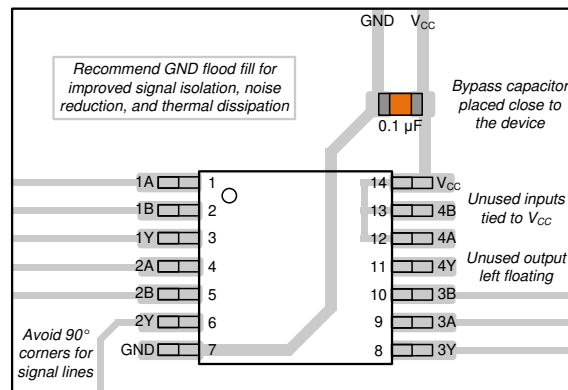 GND VCC
Recommend GND flood fill for
improved signal isolation, noise
reduction, and thermal dissipation
Bypass capacitor
placed close to
the device
0.1 µF
1A 1 14 VCC
1B 2 13 4B
1Y 3 12 4A
2A 4 11 4Y
2B 5 10 3B
2Y 6 9 3A
GND 7 8 3Y
Unused inputs
tied to VCC
Unused output
left floating
Avoid 90°
corners for
signal lines